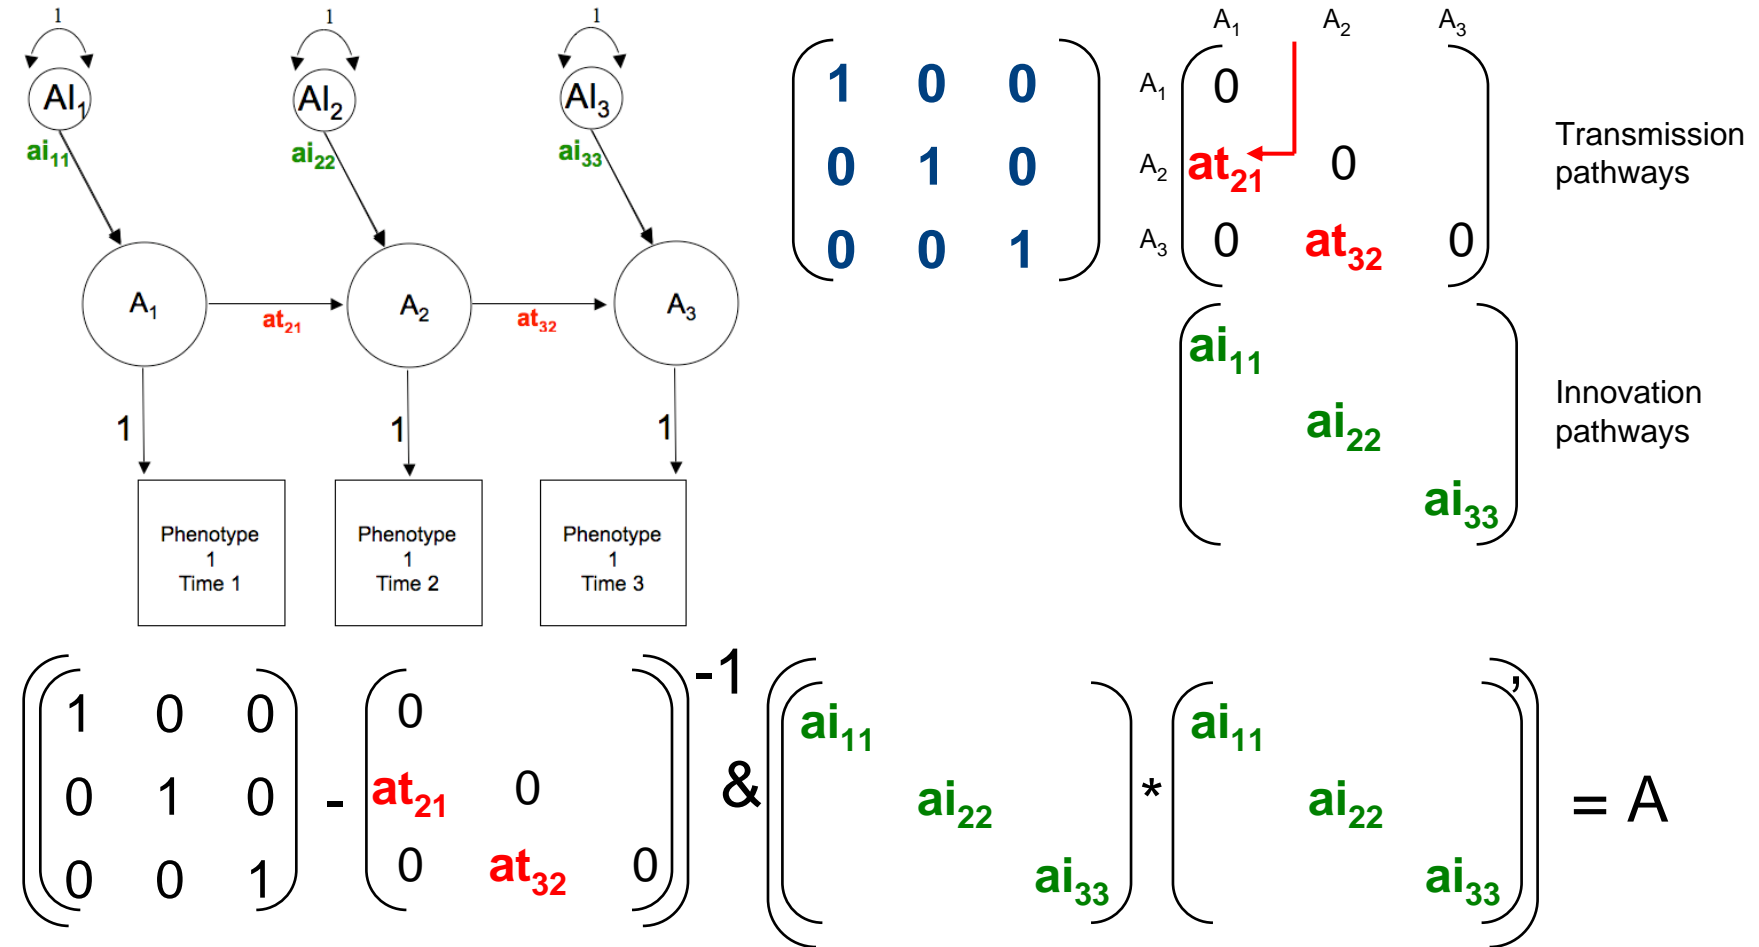 1 1 1
AI₁ AI₂ AI₃
ai₁₁ ai₂₂ ai₃₃
A₁ A₂ A₃
at₂₁ at₃₂
1 1 1
Phenotype
1
Time 1
Phenotype
1
Time 2
Phenotype
1
Time 3
1 0 0
0 1 0
0 0 1
A₁ A₂ A₃
A₁ 0
A₂ at₂₁ 0
A₃ 0 at₃₂ 0
Transmission
pathways
ai₁₁
ai₂₂
ai₃₃
Innovation
pathways
1 0 0
0 1 0
0 0 1
-
0
at₂₁ 0
0 at₃₂ 0
-1
&
ai₁₁
ai₂₂
ai₃₃
*
ai₁₁
ai₂₂
ai₃₃
,
= A